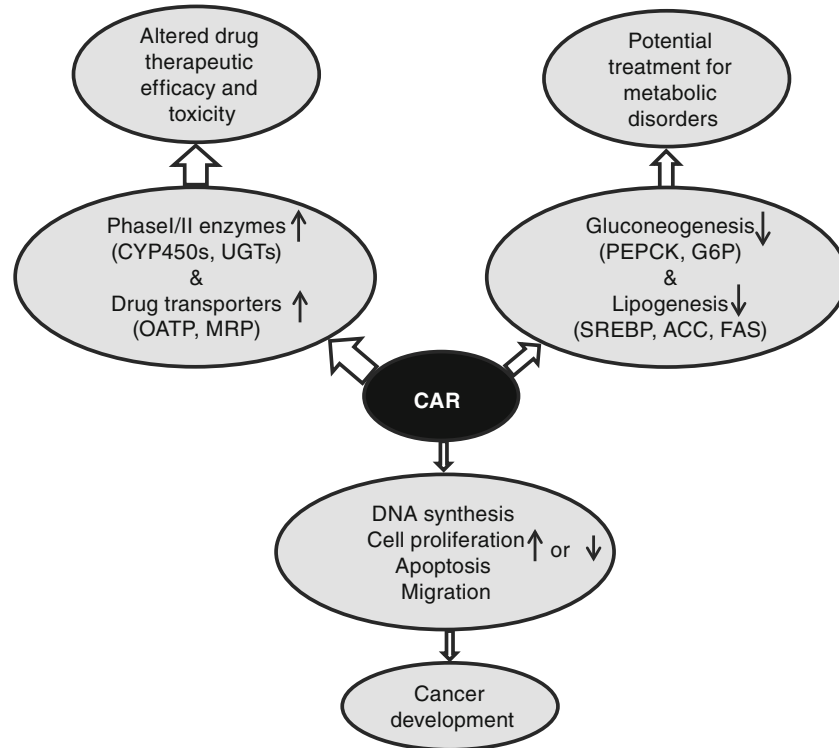 Altered drug
therapeutic
efficacy and
toxicity
Potential
treatment for
metabolic
disorders
PhaseI/II enzymes ↑
(CYP450s, UGTs)
&
Drug transporters ↑
(OATP, MRP)
Gluconeogenesis ↓
(PEPCK, G6P)
&
Lipogenesis ↓
(SREBP, ACC, FAS)
CAR
DNA synthesis
Cell proliferation ↑ or ↓
Apoptosis
Migration
Cancer
development